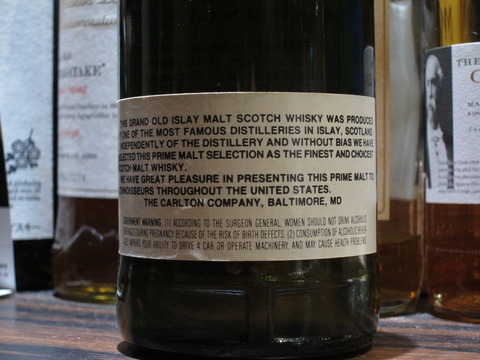 THIS GRAND OLD ISLAY MALT SCOTCH WHISKY WAS PRODUCED
BY ONE OF THE MOST FAMOUS DISTILLERIES IN ISLAY, SCOTLAND.
INDEPENDENTLY OF THE DISTILLERY AND WITHOUT BIAS WE HAVE
SELECTED THIS PRIME MALT SELECTION AS THE FINEST AND CHOICEST
SCOTCH MALT WHISKY.
WE HAVE GREAT PLEASURE IN PRESENTING THIS PRIME MALT TO
CONNOISSEURS THROUGHOUT THE UNITED STATES.
THE CARLTON COMPANY, BALTIMORE, MD
GOVERNMENT WARNING: (1) ACCORDING TO THE SURGEON GENERAL, WOMEN SHOULD NOT DRINK ALCOHOLIC
BEVERAGES DURING PREGNANCY BECAUSE OF THE RISK OF BIRTH DEFECTS. (2) CONSUMPTION OF ALCOHOLIC BEVER
AGES IMPAIRS YOUR ABILITY TO DRIVE A CAR OR OPERATE MACHINERY, AND MAY CAUSE HEALTH PROBLEMS.
THE